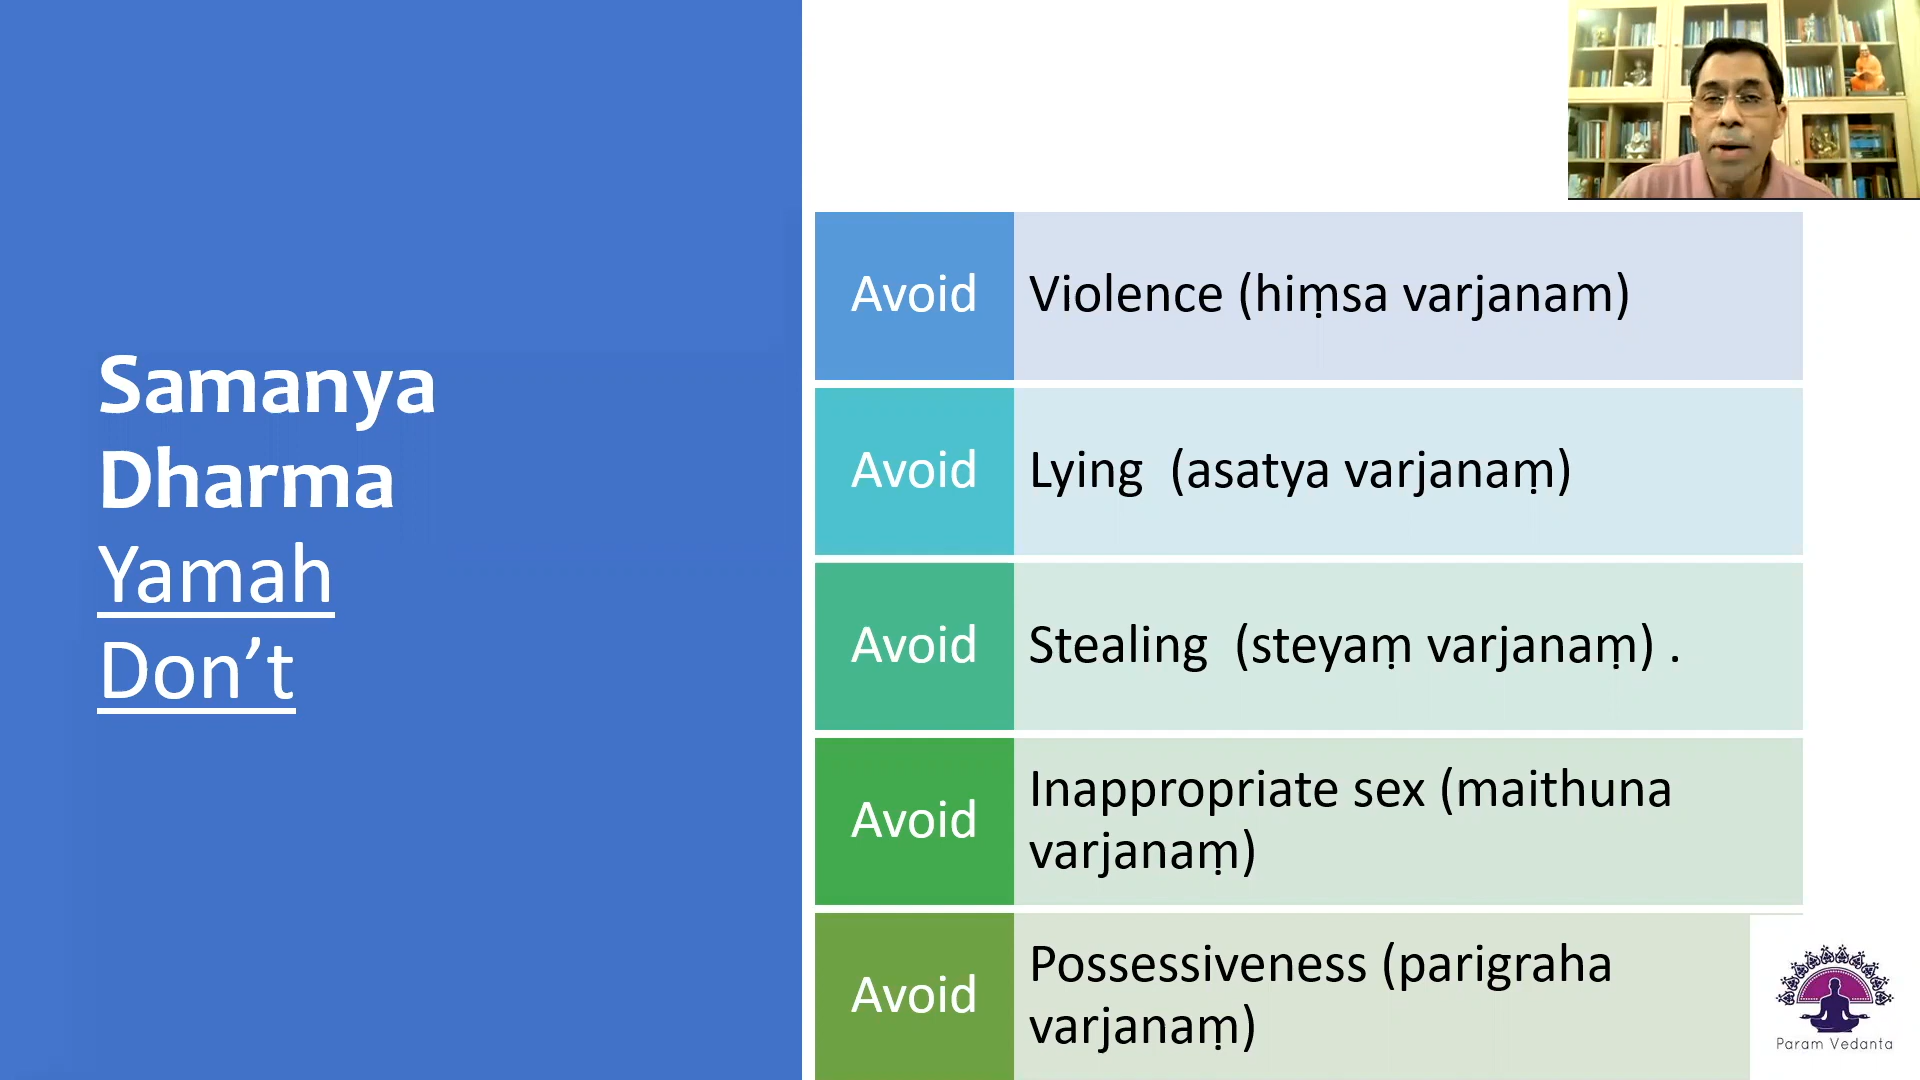 Samanya
Dharma
Yamah
Don’t
Avoid
Violence (hiṃsa varjanam)
Avoid
Lying  (asatya varjanaṃ)
Avoid
Stealing  (steyaṃ varjanaṃ) .
Avoid
Inappropriate sex (maithuna
varjanaṃ)
Avoid
Possessiveness (parigraha
varjanaṃ)
Param Vedanta